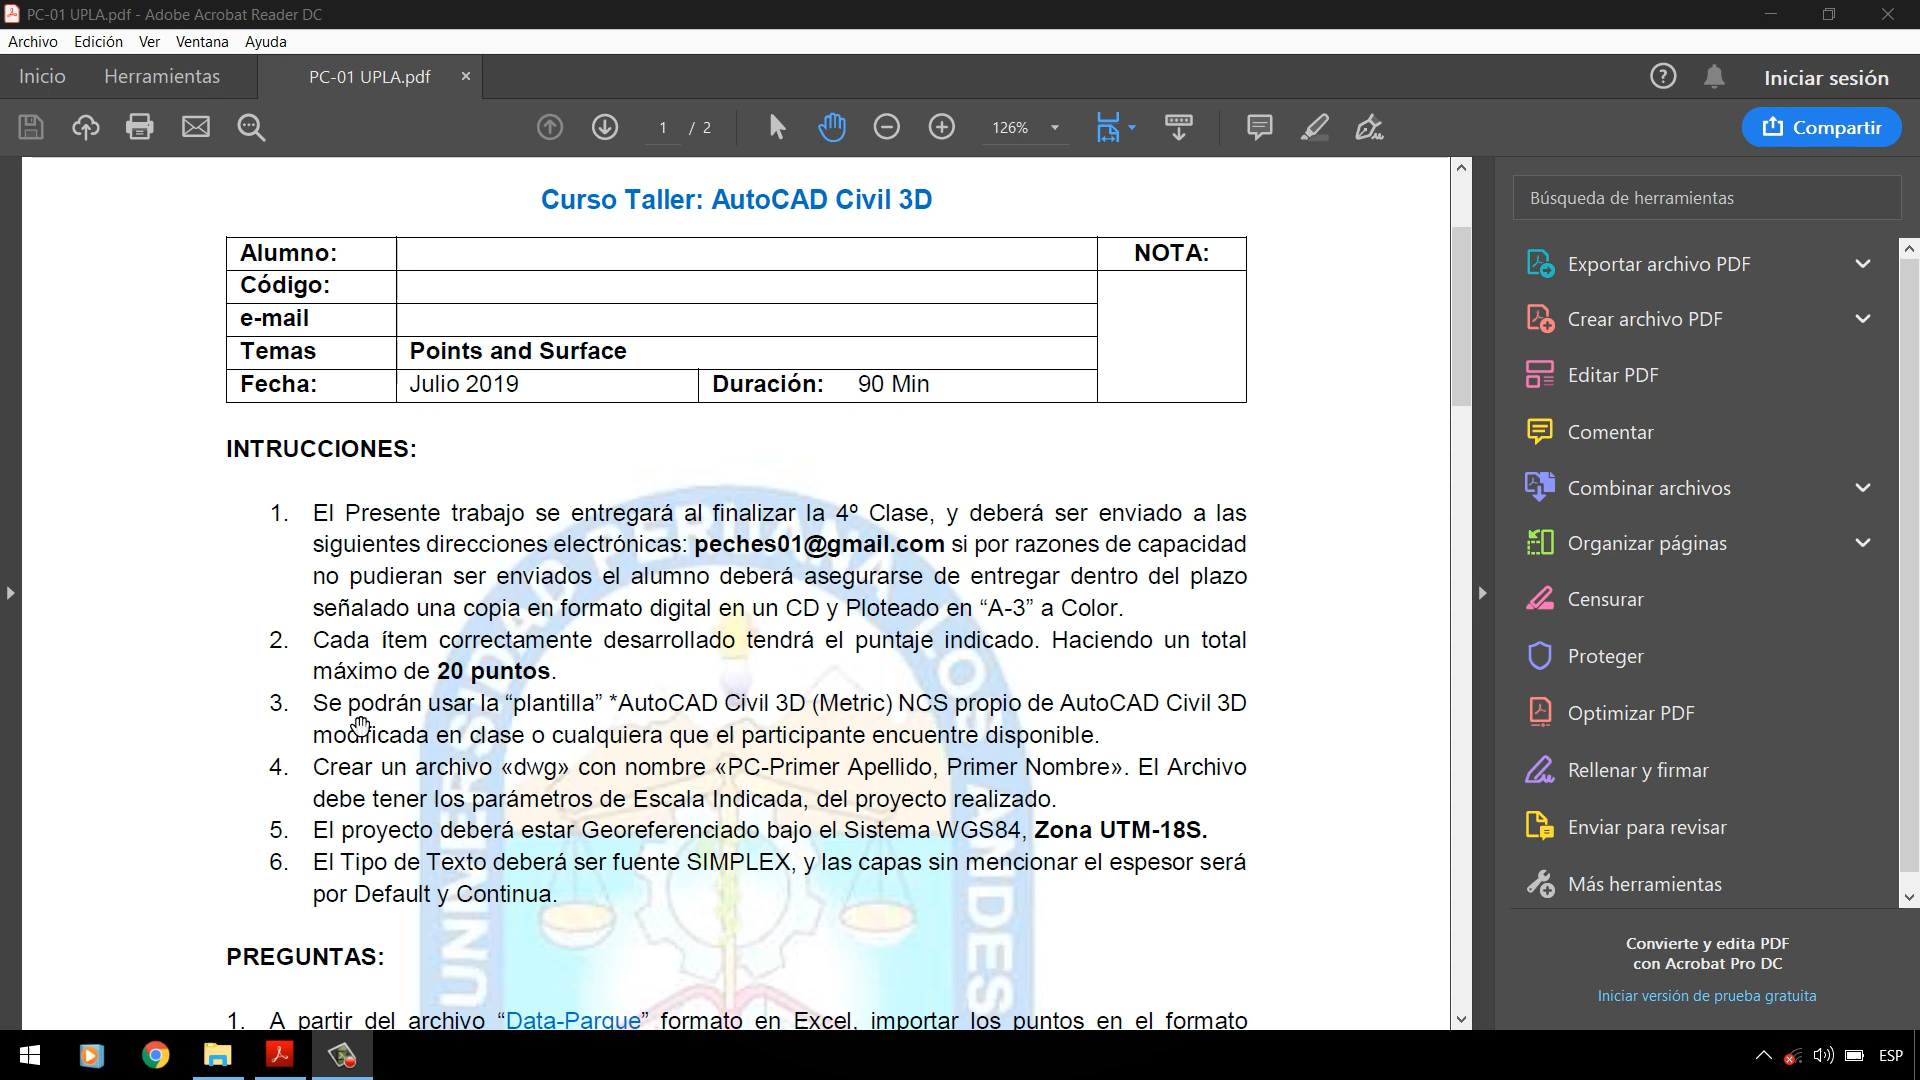 PC-01 UPLA.pdf - Adobe Acrobat Reader DC
Archivo Edición Ver Ventana Ayuda
Inicio Herramientas PC-01 UPLA.pdf Iniciar sesión
1 / 2 126% Compartir
Curso Taller: AutoCAD Civil 3D
Alumno: NOTA:
Código:
e-mail
Temas Points and Surface
Fecha: Julio 2019 Duración: 90 Min
INTRUCCIONES:
1. El Presente trabajo se entregará al finalizar la 4º Clase, y deberá ser enviado a las
siguientes direcciones electrónicas: peches01@gmail.com si por razones de capacidad
no pudieran ser enviados el alumno deberá asegurarse de entregar dentro del plazo
señalado una copia en formato digital en un CD y Ploteado en “A-3” a Color.
2. Cada ítem correctamente desarrollado tendrá el puntaje indicado. Haciendo un total
máximo de 20 puntos.
3. Se podrán usar la “plantilla” *AutoCAD Civil 3D (Metric) NCS propio de AutoCAD Civil 3D
modificada en clase o cualquiera que el participante encuentre disponible.
4. Crear un archivo «dwg» con nombre «PC-Primer Apellido, Primer Nombre». El Archivo
debe tener los parámetros de Escala Indicada, del proyecto realizado.
5. El proyecto deberá estar Georeferenciado bajo el Sistema WGS84, Zona UTM-18S.
6. El Tipo de Texto deberá ser fuente SIMPLEX, y las capas sin mencionar el espesor será
por Default y Continua.
PREGUNTAS:
1. A partir del archivo “Data-Parque” formato en Excel, importar los puntos en el formato
UNIVERSIDAD PERUANA LOS ANDES
Búsqueda de herramientas
Exportar archivo PDF
Crear archivo PDF
Editar PDF
Comentar
Combinar archivos
Organizar páginas
Censurar
Proteger
Optimizar PDF
Rellenar y firmar
Enviar para revisar
Más herramientas
Convierte y edita PDF
con Acrobat Pro DC
Iniciar versión de prueba gratuita
ESP